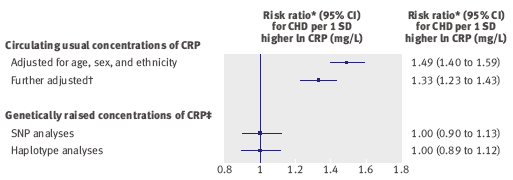 Risk ratio* (95% CI)
for CHD per 1 SD
higher ln CRP (mg/L)
Risk ratio* (95% CI)
for CHD per 1 SD
higher ln CRP (mg/L)
Circulating usual concentrations of CRP
Adjusted for age, sex, and ethnicity 1.49 (1.40 to 1.59)
Further adjusted† 1.33 (1.23 to 1.43)
Genetically raised concentrations of CRP‡
SNP analyses 1.00 (0.90 to 1.13)
Haplotype analyses 1.00 (0.89 to 1.12)
0.8 1 1.2 1.4 1.6 1.8